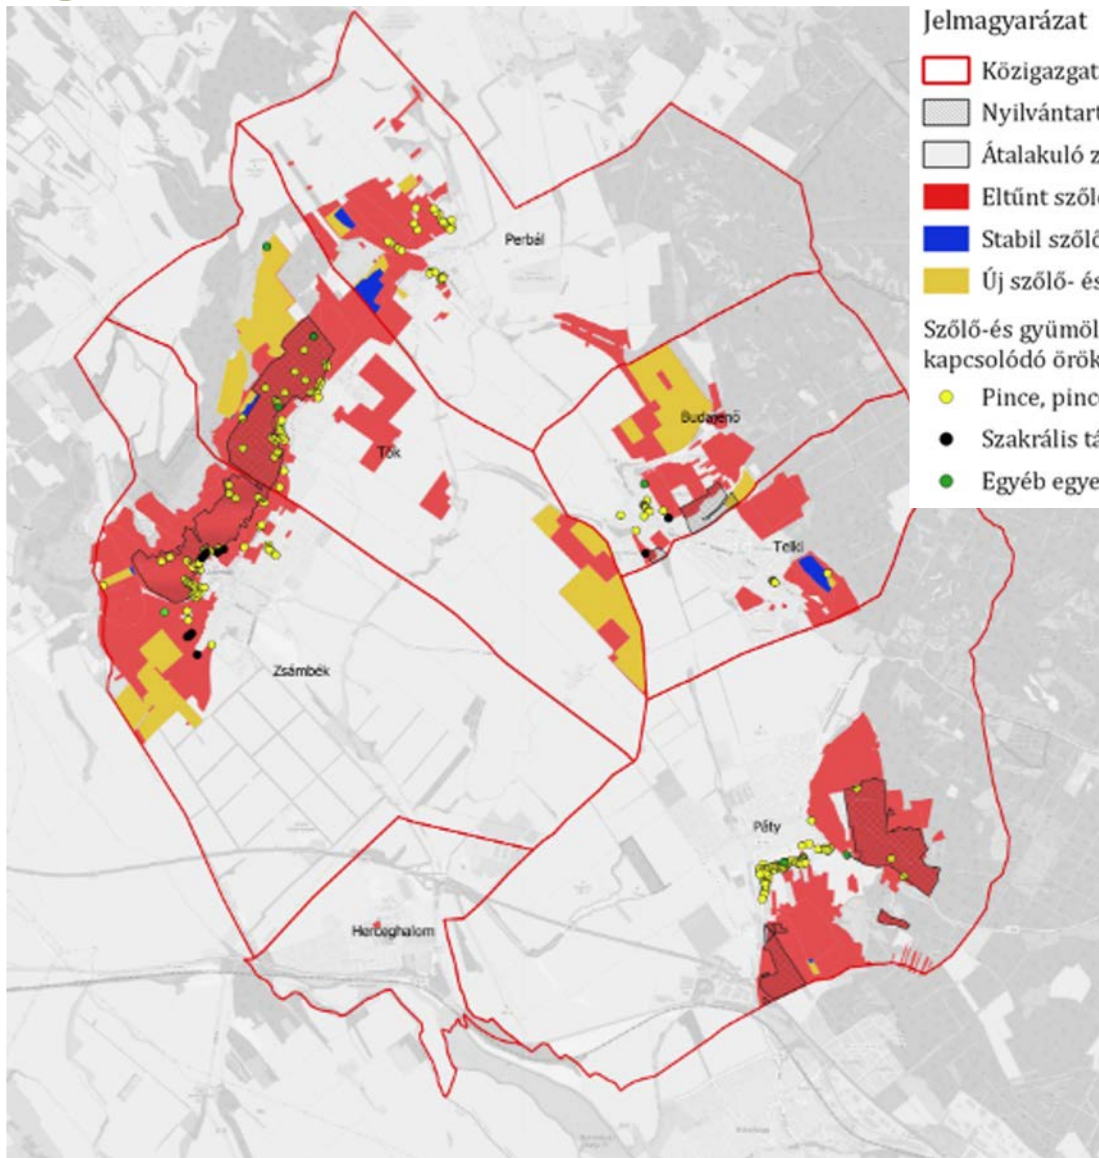 Jelmagyarázat
Közigazgat
Nyilvántart
Átalakuló z
Eltűnt szőlő
Stabil szőlő
Új szőlő- és
Szőlő-és gyümöl
kapcsolódó örök
Pince, pince
Szakrális tá
Egyéb egye
Perbál
Budajenő
Tök
Telki
Zsámbék
Páty
Herceghalom